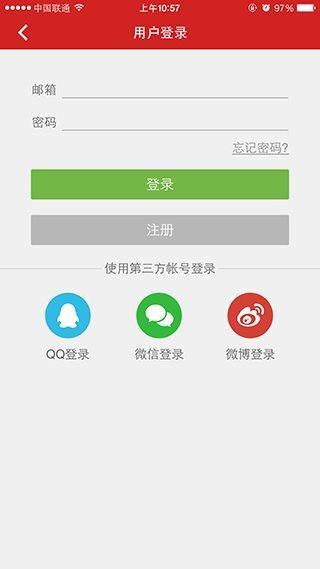 中国联通 上午10:57 97%
用户登录
邮箱
密码
忘记密码?
登录
注册
使用第三方帐号登录
QQ登录 微信登录 微博登录